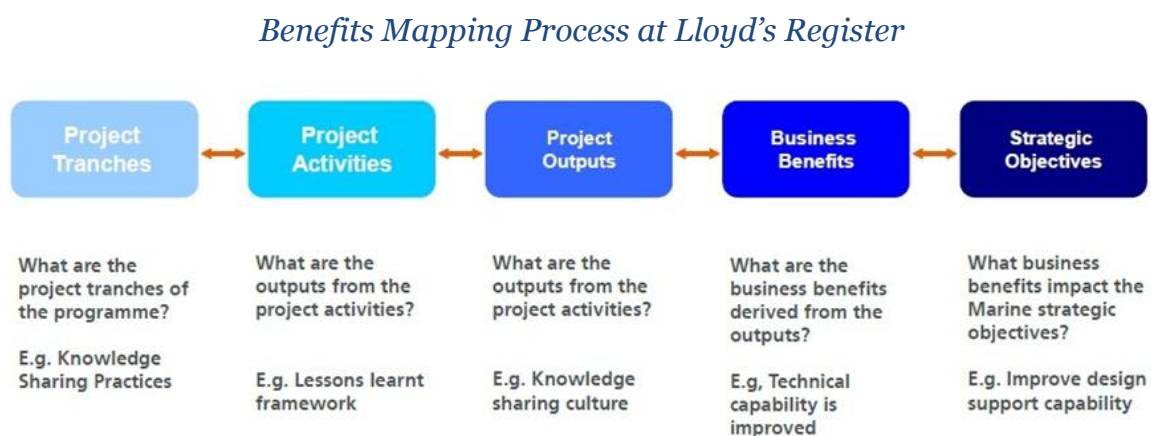 Benefits Mapping Process at Lloyd's Register
Project
Tranches
Project
Activities
Project
Outputs
Business
Benefits
Strategic
Objectives
What are the
project tranches of
the programme?
E.g. Knowledge
Sharing Practices
What are the
outputs from the
project activities?
E.g. Lessons learnt
framework
What are the
outputs from the
project activities?
E.g. Knowledge
sharing culture
What are the
business benefits
derived from the
outputs?
E.g, Technical
capability is
improved
What business
benefits impact the
Marine strategic
objectives?
E.g. Improve design
support capability